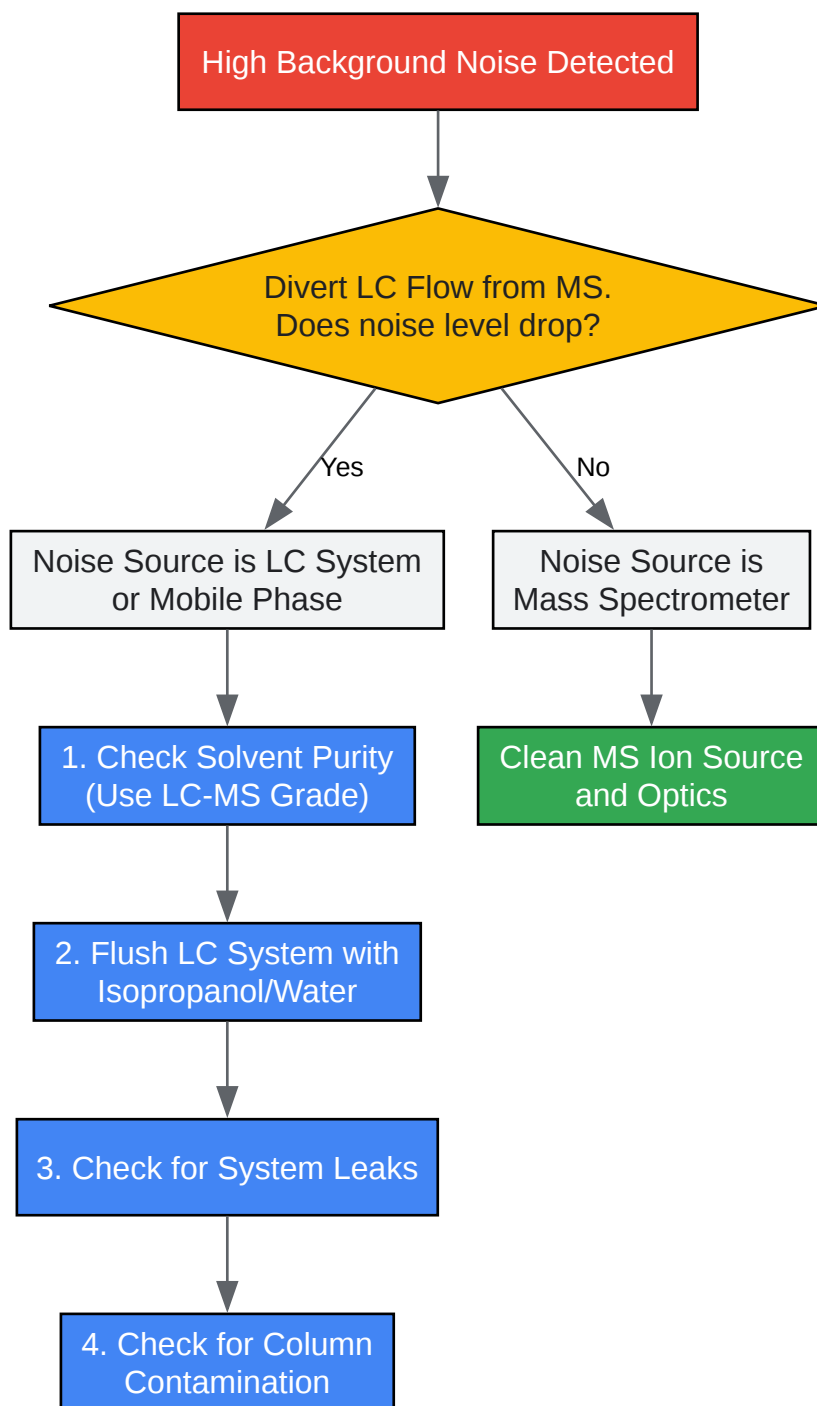 High Background Noise Detected
Divert LC Flow from MS.
Does noise level drop?
Yes
No
Noise Source is LC System
or Mobile Phase
Noise Source is
Mass Spectrometer
1. Check Solvent Purity
(Use LC-MS Grade)
Clean MS Ion Source
and Optics
2. Flush LC System with
Isopropanol/Water
3. Check for System Leaks
4. Check for Column
Contamination